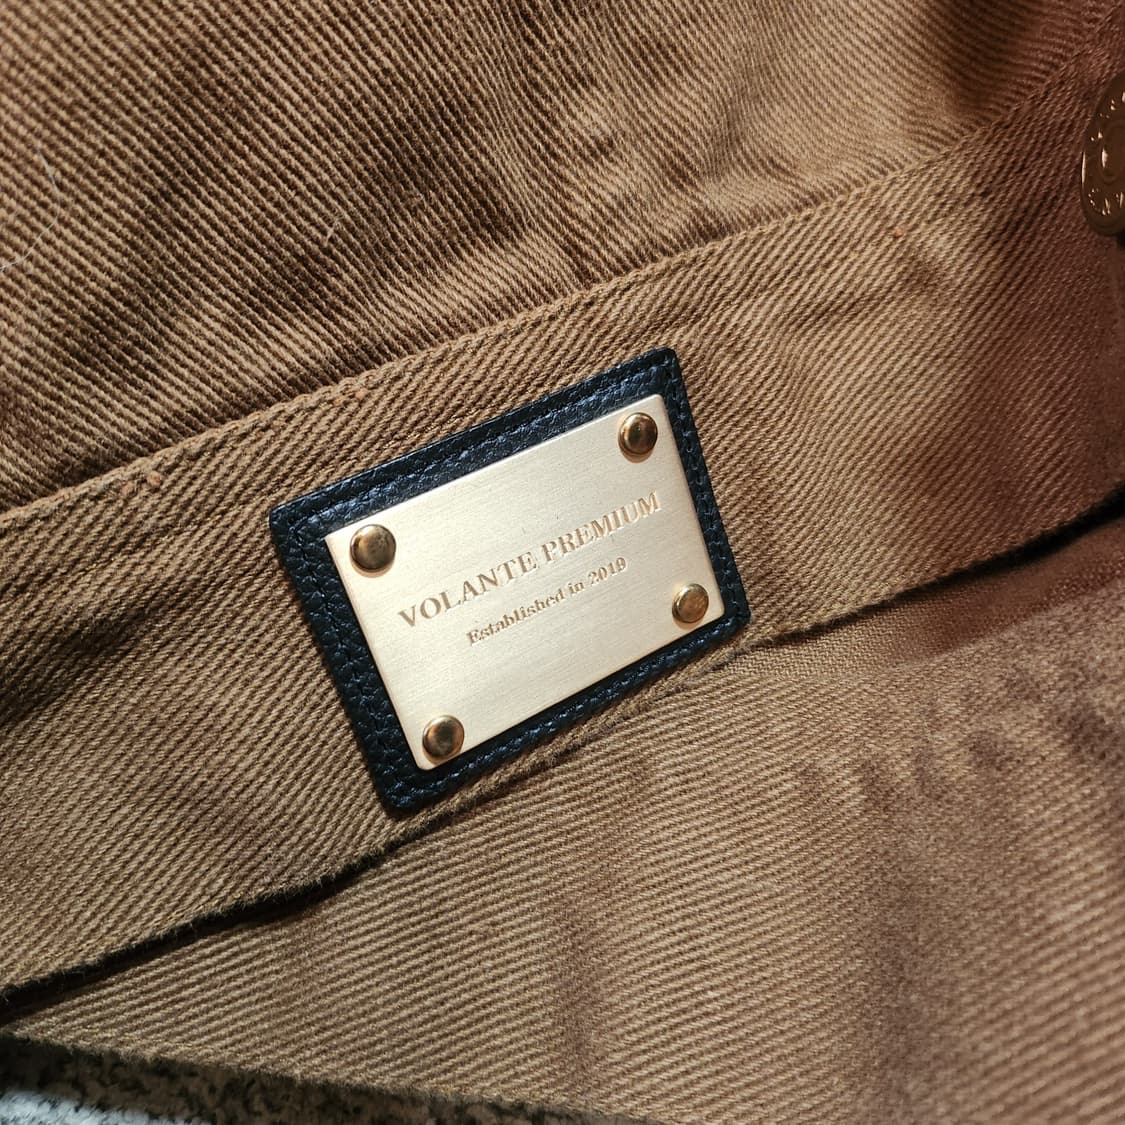 VOLANTE PREMIUM
Established in 2019